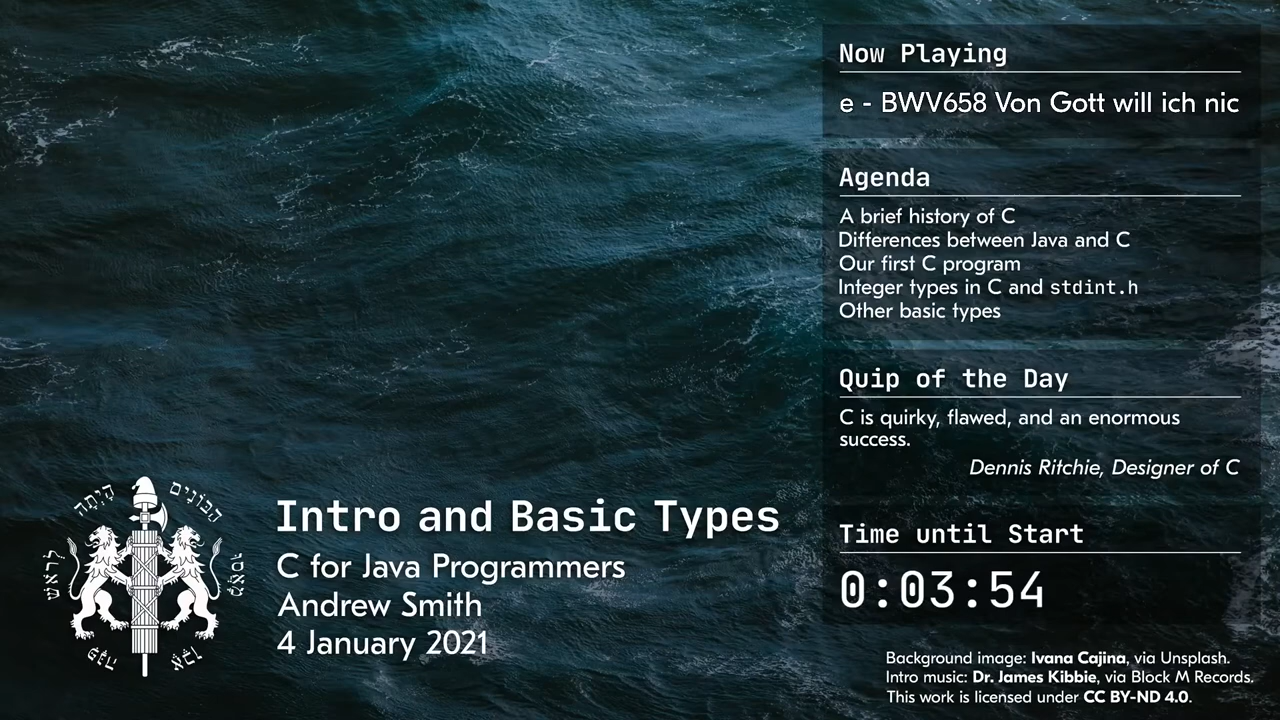 Now Playing
e - BWV658 Von Gott will ich nic
Agenda
A brief history of C
Differences between Java and C
Our first C program
Integer types in C and stdint.h
Other basic types
Quip of the Day
C is quirky, flawed, and an enormous
success.
Dennis Ritchie, Designer of C
Time until Start
0:03:54
Intro and Basic Types
C for Java Programmers
Andrew Smith
4 January 2021
Background image: Ivana Cajina, via Unsplash.
Intro music: Dr. James Kibbie, via Block M Records.
This work is licensed under CC BY-ND 4.0.
הַבּוֹנִים
הָיְתָה
לְרֹאשׁ